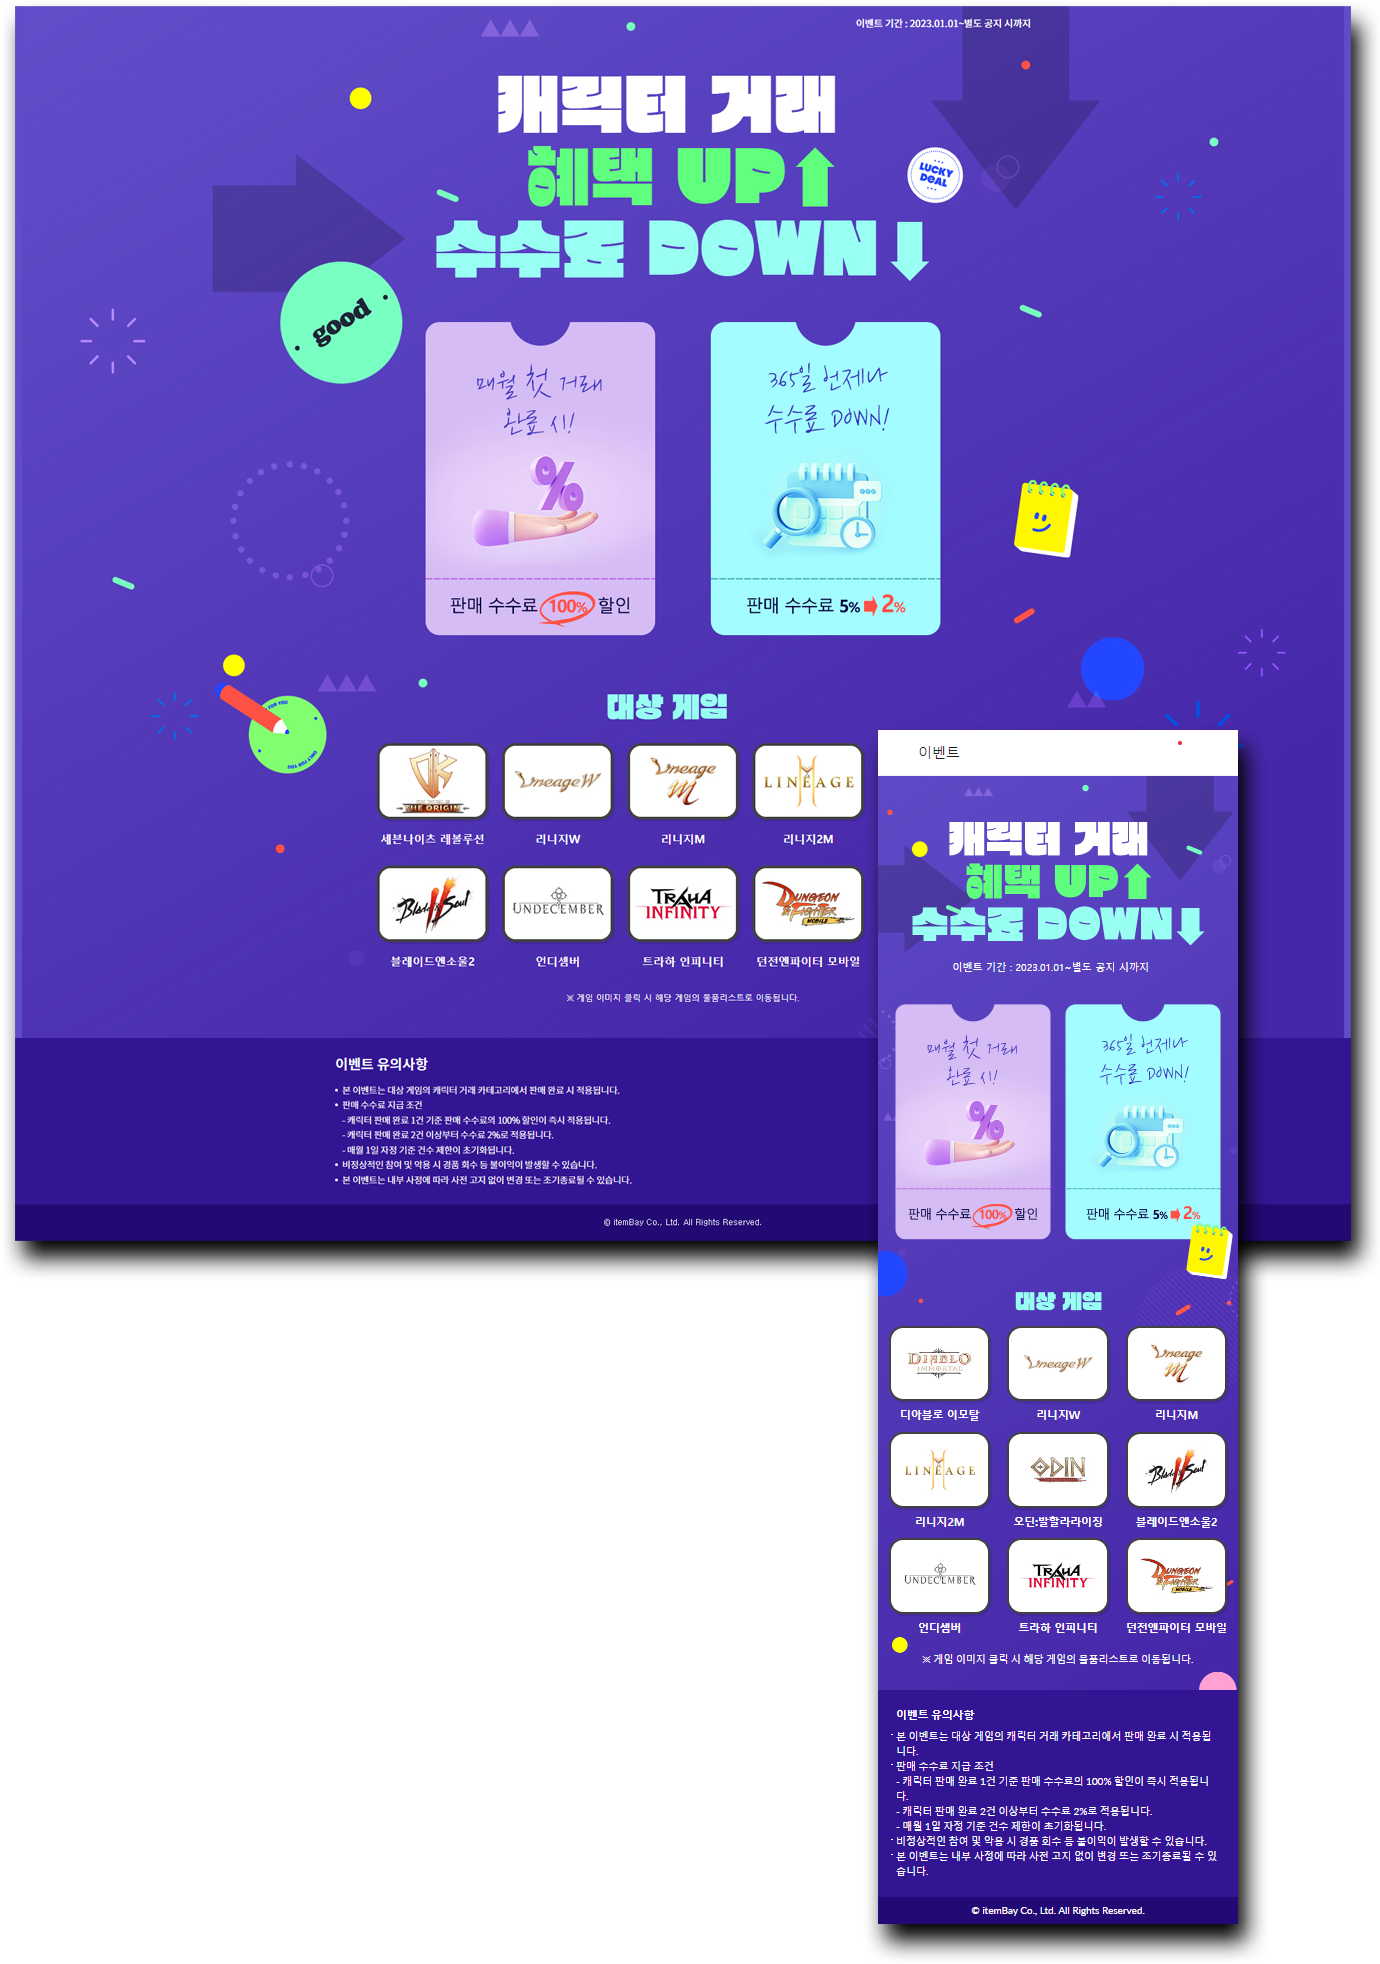 이벤트 기간 : 2023.01.01~별도 공지 시까지
캐릭터 거래
혜택 UP
수수료 DOWN
LUCKY
DEAL
good
매월 첫 거래
완료 시!
%
판매 수수료 100% 할인
365일 언제나
수수료 DOWN!
판매 수수료 5% 2%
FOR YOU
ONLY FOR YOU
대상 게임
THE ORIGIN
Lineage W
Lineage M
LINEAGE
세븐나이츠 레볼루션
리니지W
리니지M
리니지2M
Blade & Soul II
UNDECEMBER
TRAHA INFINITY
DUNGEON & FIGHTER MOBILE
블레이드앤소울2
언디셈버
트라하 인피니티
던전앤파이터 모바일
※ 게임 이미지 클릭 시 해당 게임의 물품리스트로 이동됩니다.
이벤트 유의사항
• 본 이벤트는 대상 게임의 캐릭터 거래 카테고리에서 판매 완료 시 적용됩니다.
• 판매 수수료 지급 조건
- 캐릭터 판매 완료 1건 기준 판매 수수료의 100% 할인이 즉시 적용됩니다.
- 캐릭터 판매 완료 2건 이상부터 수수료 2%로 적용됩니다.
- 매월 1일 자정 기준 건수 제한이 초기화됩니다.
• 비정상적인 참여 및 악용 시 경품 회수 등 불이익이 발생할 수 있습니다.
• 본 이벤트는 내부 사정에 따라 사전 고지 없이 변경 또는 조기종료될 수 있습니다.
© itemBay Co., Ltd. All Rights Reserved.
이벤트
캐릭터 거래
혜택 UP
수수료 DOWN
이벤트 기간 : 2023.01.01~별도 공지 시까지
매월 첫 거래
완료 시!
%
판매 수수료 100% 할인
365일 언제나
수수료 DOWN!
판매 수수료 5% 2%
대상 게임
DIABLO IMMORTAL
Lineage W
Lineage M
디아블로 이모탈
리니지W
리니지M
LINEAGE
ODIN
Blade & Soul II
리니지2M
오딘:발할라라이징
블레이드앤소울2
UNDECEMBER
TRAHA INFINITY
DUNGEON & FIGHTER MOBILE
언디셈버
트라하 인피니티
던전앤파이터 모바일
※ 게임 이미지 클릭 시 해당 게임의 물품리스트로 이동됩니다.
이벤트 유의사항
· 본 이벤트는 대상 게임의 캐릭터 거래 카테고리에서 판매 완료 시 적용됩
니다.
· 판매 수수료 지급 조건
- 캐릭터 판매 완료 1건 기준 판매 수수료의 100% 할인이 즉시 적용됩니
다.
- 캐릭터 판매 완료 2건 이상부터 수수료 2%로 적용됩니다.
- 매월 1일 자정 기준 건수 제한이 초기화됩니다.
· 비정상적인 참여 및 악용 시 경품 회수 등 불이익이 발생할 수 있습니다.
· 본 이벤트는 내부 사정에 따라 사전 고지 없이 변경 또는 조기종료될 수 있
습니다.
© itemBay Co., Ltd. All Rights Reserved.